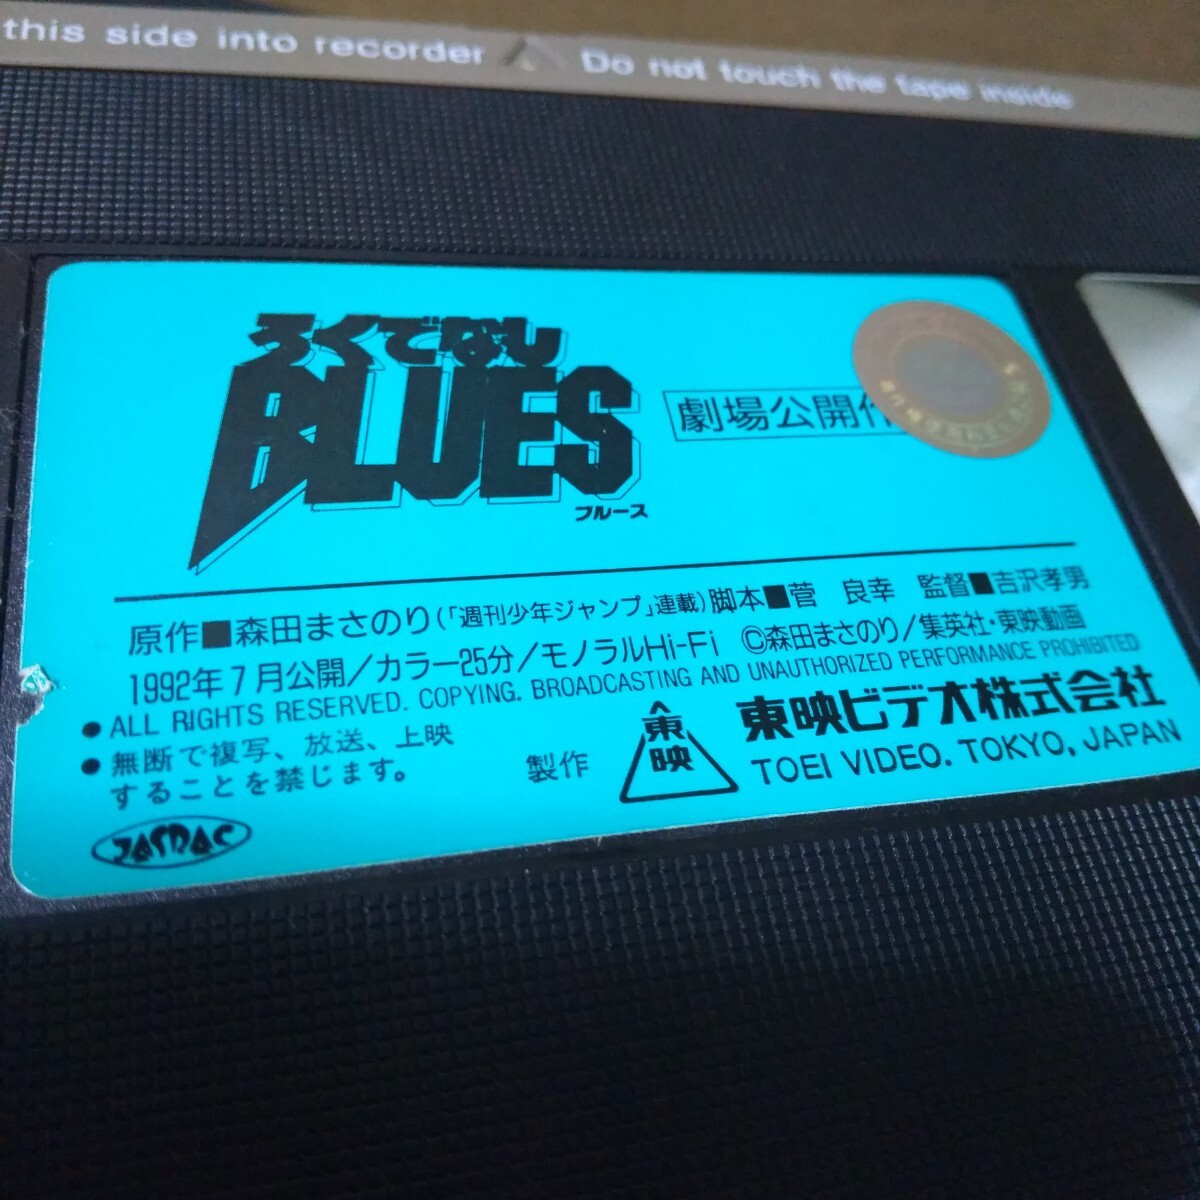 this side into recorder △ Do not touch the tape inside
ろくでなし
BLUES
ブルース
劇場公開作
原作■森田まさのり(「週刊少年ジャンプ」連載)脚本■菅 良幸 監督■吉沢孝男
1992年7月公開／カラー25分／モノラルHi-Fi ©森田まさのり／集英社・東映動画
● ALL RIGHTS RESERVED. COPYING. BROADCASTING AND UNAUTHORIZED PERFORMANCE PROHIBITED
● 無断で複写、放送、上映
することを禁じます。
製作
東映
東映ビデオ株式会社
TOEI VIDEO. TOKYO, JAPAN
JASRAC